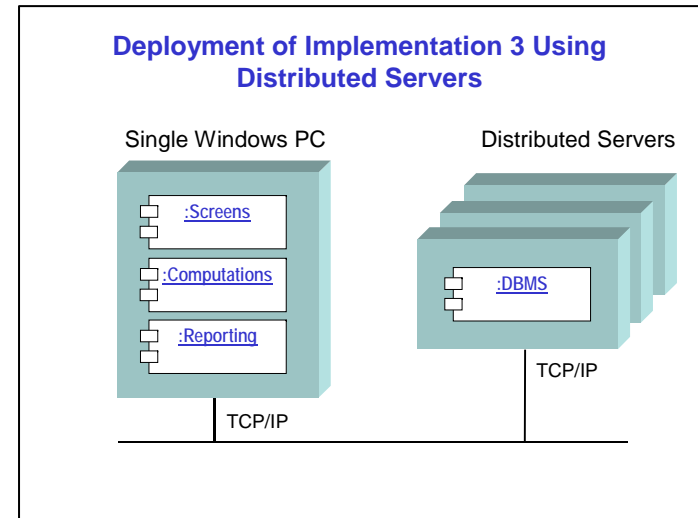 Deployment of Implementation 3 Using
Distributed Servers
Single Windows PC
Distributed Servers
:Screens
:Computations
:Reporting
:DBMS
TCP/IP
TCP/IP